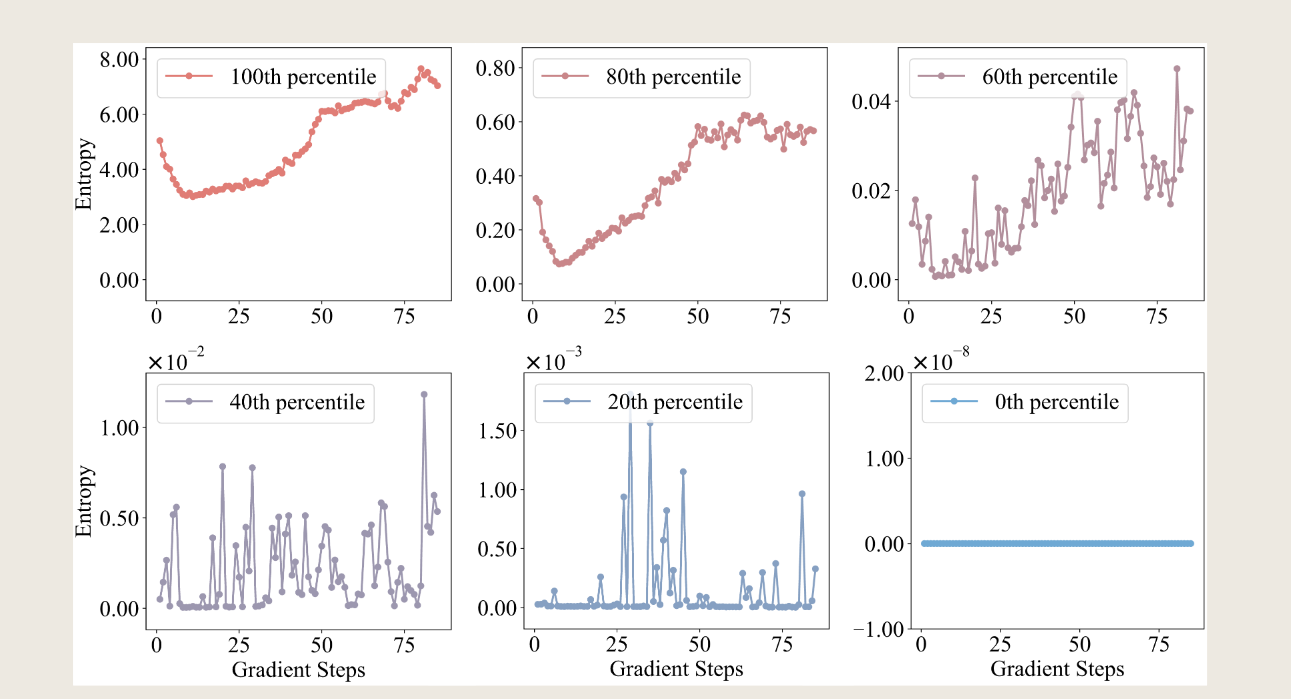 8.00
6.00
4.00
2.00
0.00
Entropy
100th percentile
0 25 50 75
0.80
0.60
0.40
0.20
0.00
80th percentile
0 25 50 75
0.04
0.02
0.00
60th percentile
0 25 50 75
×10⁻²
1.00
0.50
0.00
Entropy
40th percentile
0 25 50 75
Gradient Steps
×10⁻³
1.50
1.00
0.50
0.00
20th percentile
0 25 50 75
Gradient Steps
×10⁻⁸
2.00
1.00
0.00
−1.00
0th percentile
0 25 50 75
Gradient Steps